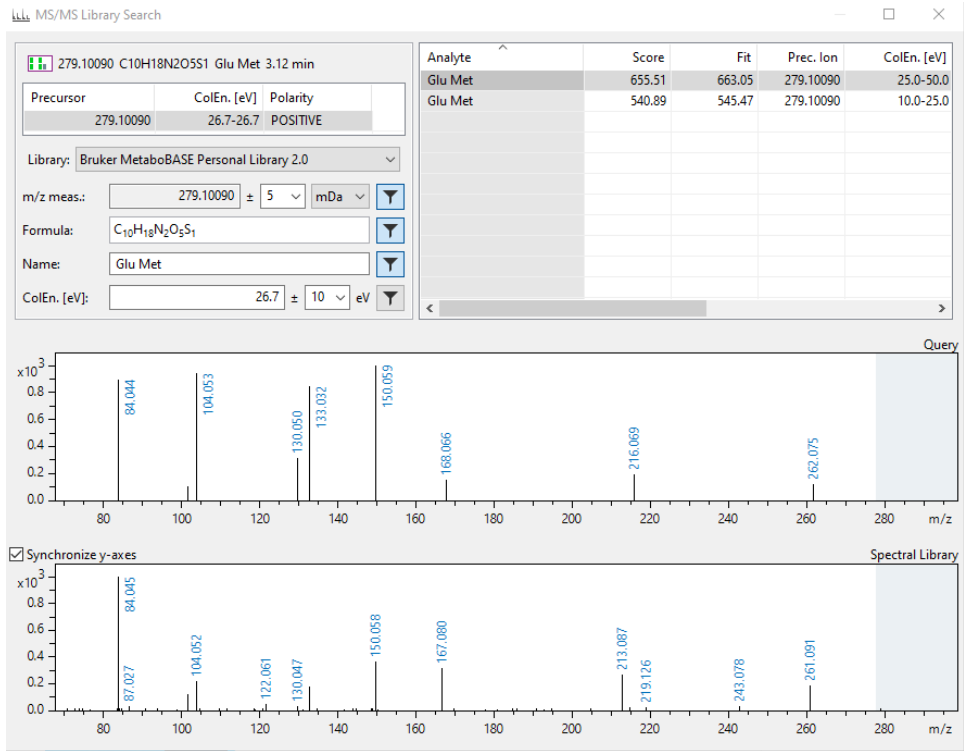 MS/MS Library Search
279.10090 C10H18N2O5S1 Glu Met 3.12 min
Precursor ColEn. [eV] Polarity
279.10090 26.7-26.7 POSITIVE
Library: Bruker MetaboBASE Personal Library 2.0
m/z meas.: 279.10090 ± 5 mDa
Formula: C₁₀H₁₈N₂O₅S₁
Name: Glu Met
ColEn. [eV]: 26.7 ± 10 eV
Analyte Score Fit Prec. Ion ColEn. [eV]
Glu Met 655.51 663.05 279.10090 25.0-50.0
Glu Met 540.89 545.47 279.10090 10.0-25.0
Query
x10³
0.8
0.6
0.4
0.2
0.0
84.044
104.053
130.050
133.032
150.059
168.066
216.069
262.075
80 100 120 140 160 180 200 220 240 260 280 m/z
Synchronize y-axes
Spectral Library
x10³
0.8
0.6
0.4
0.2
0.0
84.045
87.027
104.052
122.061
130.047
150.058
167.080
213.087
219.126
243.078
261.091
80 100 120 140 160 180 200 220 240 260 280 m/z